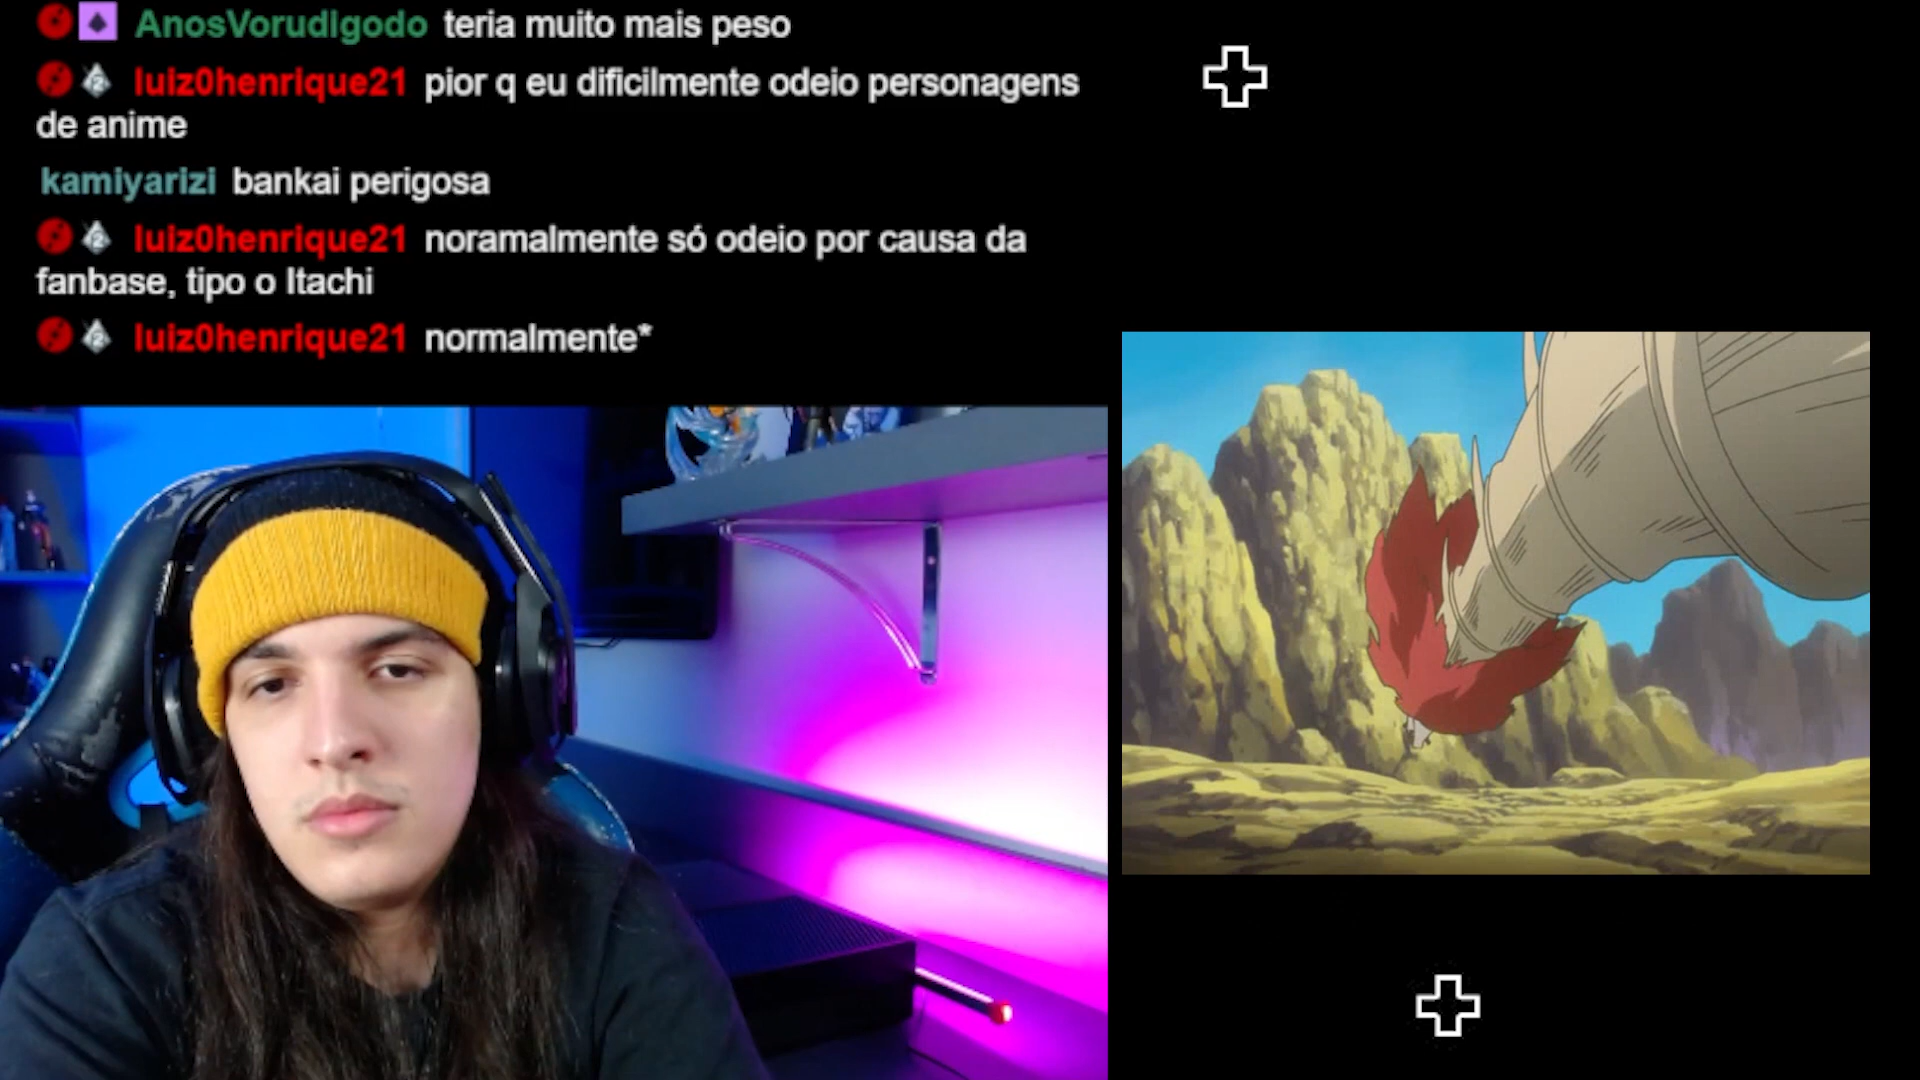 AnosVorudIgodo teria muito mais peso
luiz0henrique21 pior q eu dificilmente odeio personagens
de anime
kamiyarizi bankai perigosa
luiz0henrique21 noramalmente só odeio por causa da
fanbase, tipo o Itachi
luiz0henrique21 normalmente*